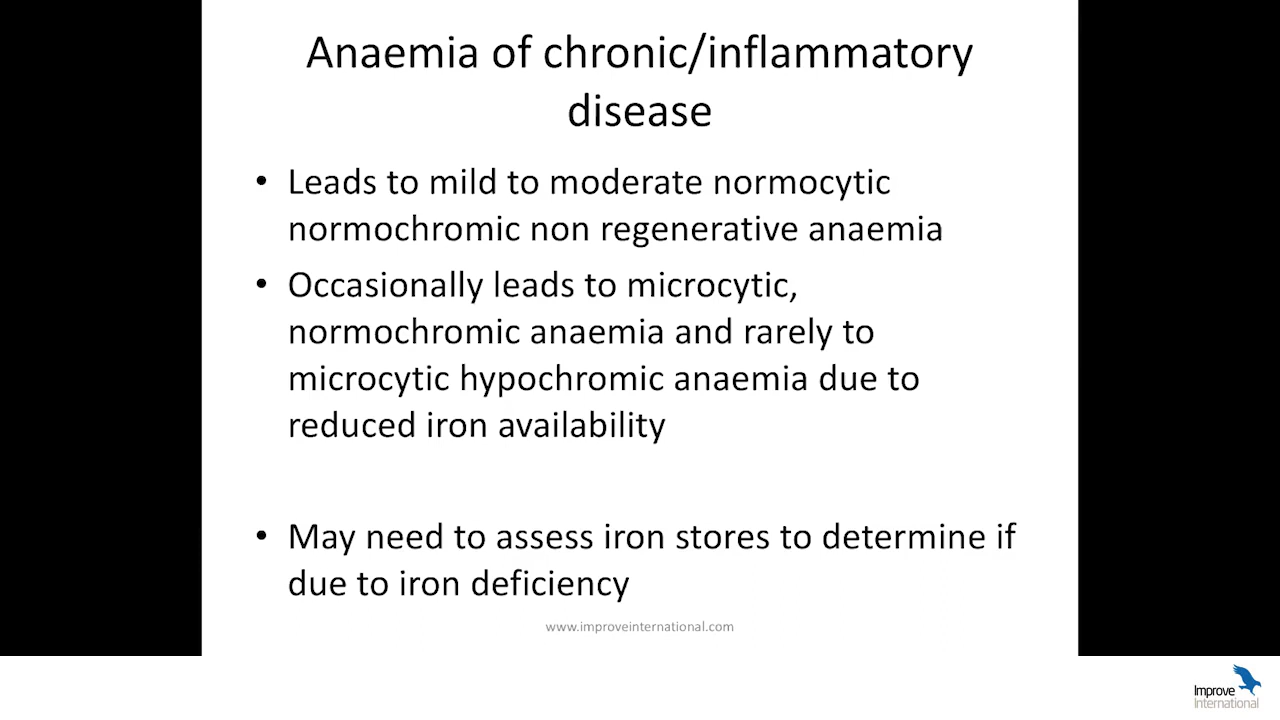 Anaemia of chronic/inflammatory
disease
• Leads to mild to moderate normocytic
normochromic non regenerative anaemia
• Occasionally leads to microcytic,
normochromic anaemia and rarely to
microcytic hypochromic anaemia due to
reduced iron availability
• May need to assess iron stores to determine if
due to iron deficiency
www.improveinternational.com
Improve
International